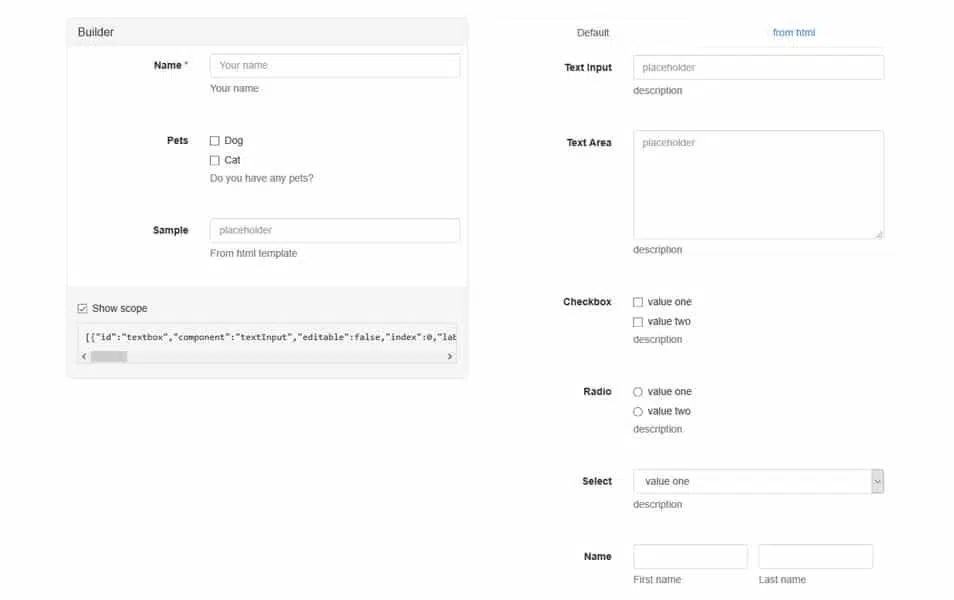 Builder
Name *
Your name
Your name
Pets
Dog
Cat
Do you have any pets?
Sample
placeholder
From html template
Show scope
[{"id":"textbox","component":"textInput","editable":false,"index":0,"lab
Default
from html
Text Input
placeholder
description
Text Area
placeholder
description
Checkbox
value one
value two
description
Radio
value one
value two
description
Select
value one
description
Name
First name
Last name